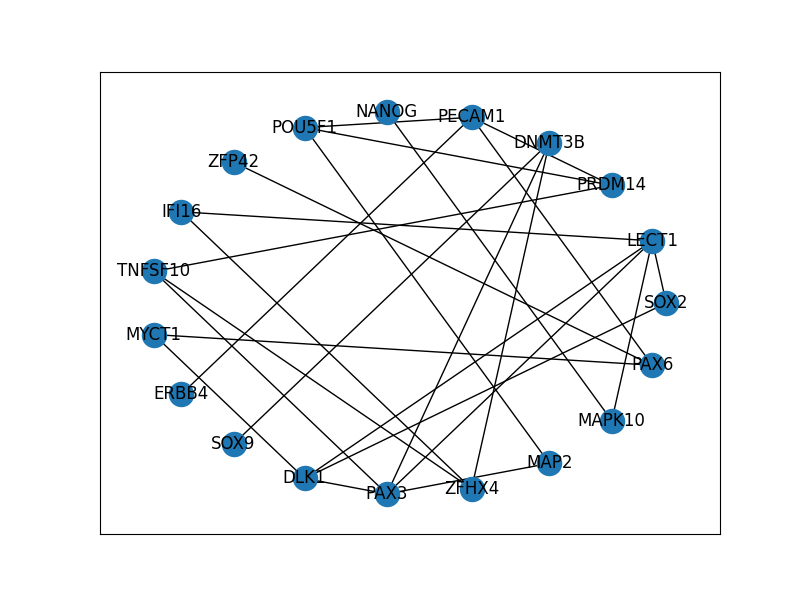 NANOG
PECAM1
POU5F1
DNMT3B
ZFP42
PRDM14
IFI16
LECT1
TNFSF10
SOX2
MYCT1
PAX6
ERBB4
MAPK10
SOX9
MAP2
DLK1
ZFHX4
PAX3